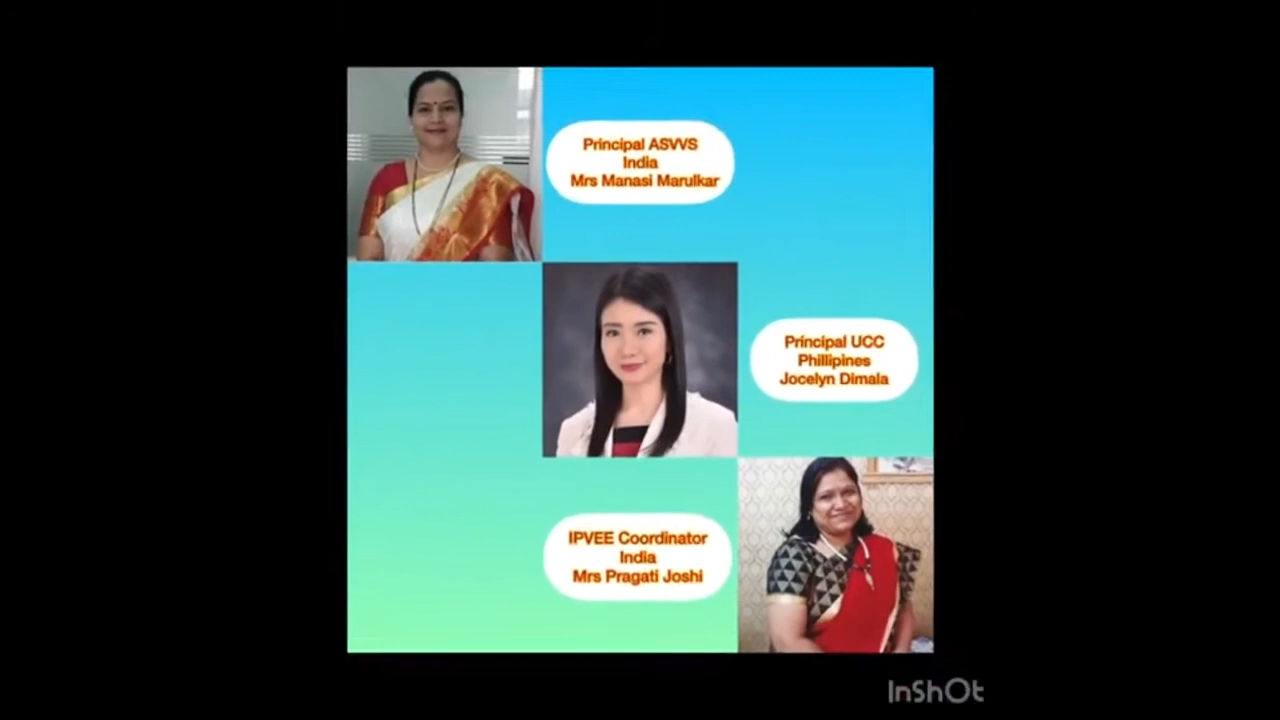 Principal ASVVS
India
Mrs Manasi Marulkar
Principal UCC
Phillipines
Jocelyn Dimala
IPVEE Coordinator
India
Mrs Pragati Joshi
InShOt